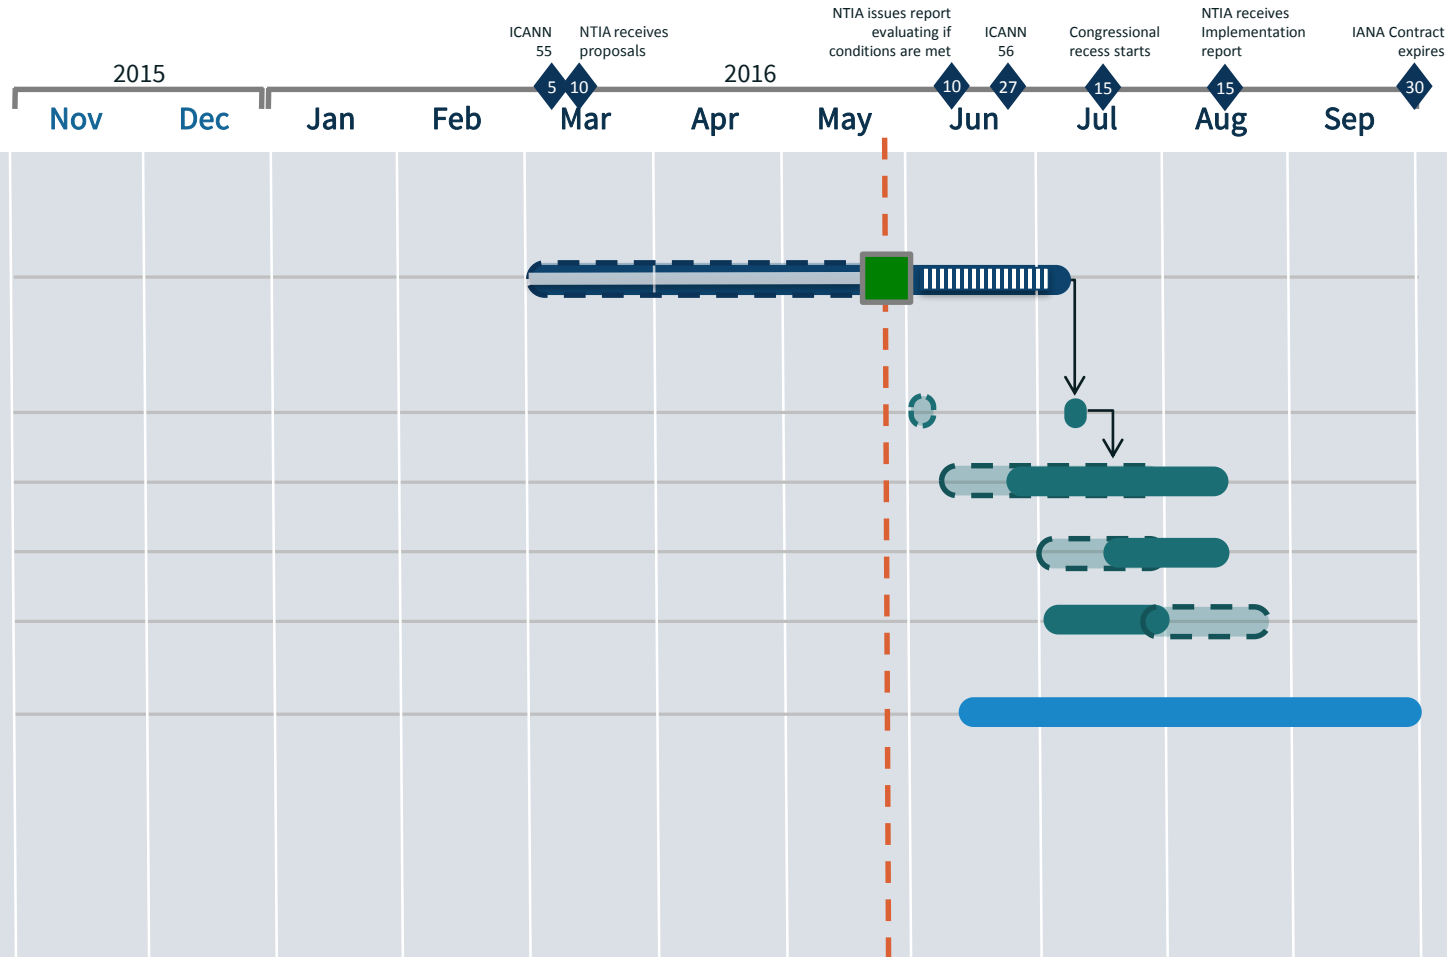 NTIA issues report
evaluating if
conditions are met
NTIA receives
Implementation
report
ICANN
55
NTIA receives
proposals
ICANN
56
Congressional
recess starts
IANA Contract
expires
2015
2016
5
10
10
27
15
15
30
Nov
Dec
Jan
Feb
Mar
Apr
May
Jun
Jul
Aug
Sep